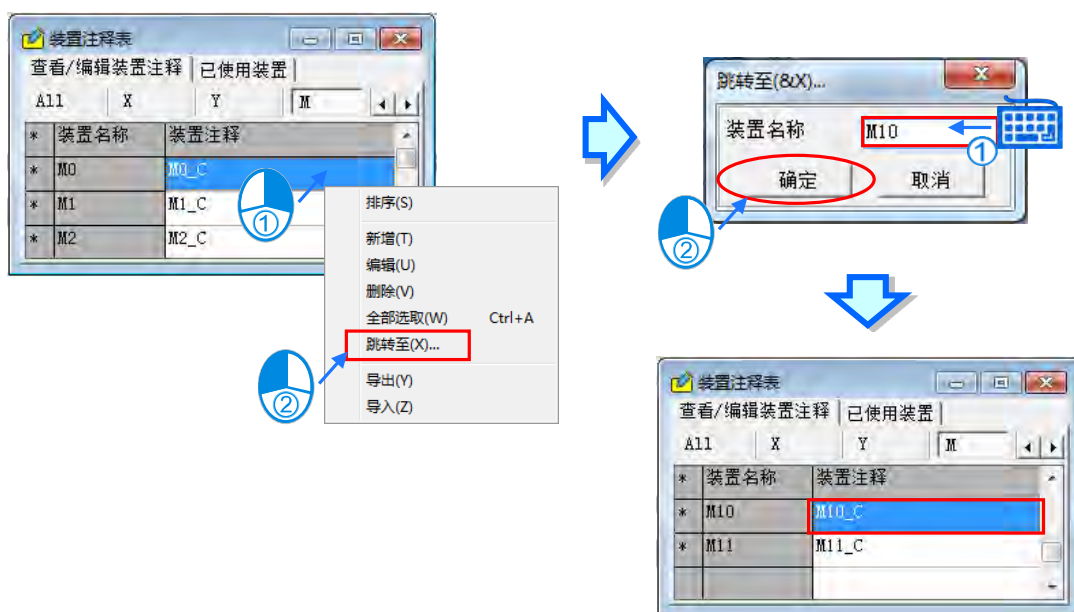 装置注释表
查看/编辑装置注释 已使用装置
All X Y M
* 装置名称 装置注释
* M0 M0_C
* M1 M1_C
* M2 M2_C
①
排序(S)
新增(T)
编辑(U)
删除(V)
全部选取(W) Ctrl+A
跳转至(X)...
导出(Y)
导入(Z)
②
跳转至(&X)...
装置名称 M10
①
确定 取消
②
装置注释表
查看/编辑装置注释 已使用装置
All X Y M
* 装置名称 装置注释
* M10 M10_C
* M11 M11_C